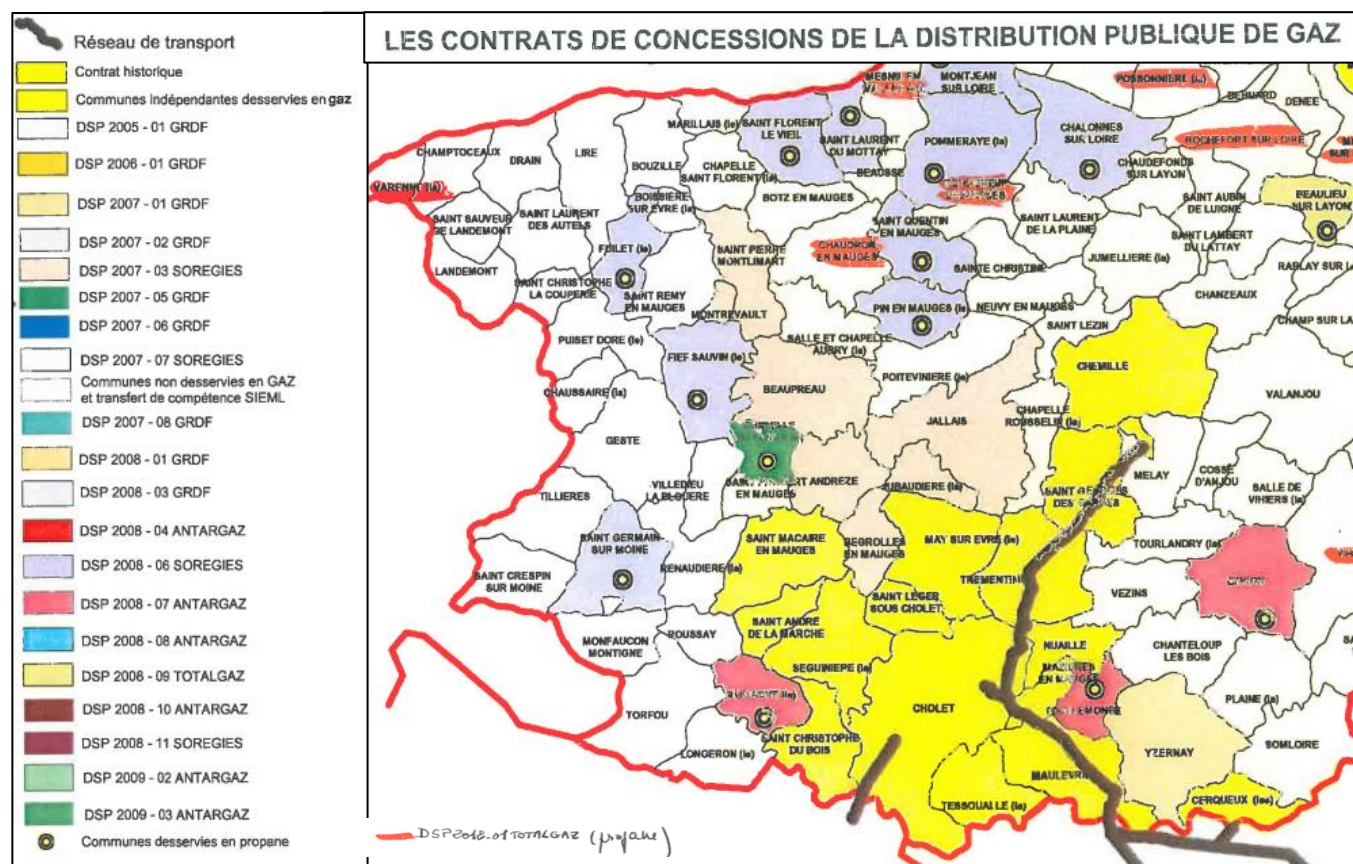 LES CONTRATS DE CONCESSIONS DE LA DISTRIBUTION PUBLIQUE DE GAZ
Réseau de transport
Contrat historique
Communes indépendantes desservies en gaz
DSP 2005 - 01 GRDF
DSP 2006 - 01 GRDF
DSP 2007 - 01 GRDF
DSP 2007 - 02 GRDF
DSP 2007 - 03 SOREGIES
DSP 2007 - 05 GRDF
DSP 2007 - 06 GRDF
DSP 2007 - 07 SOREGIES
Communes non desservies en GAZ
et transfert de compétence SIEML
DSP 2007 - 08 GRDF
DSP 2008 - 01 GRDF
DSP 2008 - 03 GRDF
DSP 2008 - 04 ANTARGAZ
DSP 2008 - 06 SOREGIES
DSP 2008 - 07 ANTARGAZ
DSP 2008 - 08 ANTARGAZ
DSP 2008 - 09 TOTALGAZ
DSP 2008 - 10 ANTARGAZ
DSP 2008 - 11 SOREGIES
DSP 2009 - 02 ANTARGAZ
DSP 2009 - 03 ANTARGAZ
Communes desservies en propane
MESNIL EN
MONTJEAN
SUR LOIRE
POSSONNIERE (la)
BEHUARD
DENEE
MARILLAIS (le)
SAINT FLORENT
LE VIEIL
SAINT LAURENT
DU MOTTAY
POMMERAYE (la)
CHALONNES
SUR LOIRE
ROCHEFORT SUR LOIRE
CHAMPTOCEAUX
DRAIN
LIRE
BOUZILLE
CHAPELLE
SAINT FLORENT (la)
BEAUSSE
CHAUDEFONDS
SUR LAYON
VARENNE (la)
BOISSIERE
SUR EVRE (la)
BOTZ EN MAUGES
SAINT AUBIN
DE LUIGNE
BEAULIEU
SUR LAYON
SAINT SAUVEUR
DE LANDEMONT
SAINT LAURENT
DES AUTELS
SAINT QUENTIN
EN MAUGES
SAINT LAURENT
DE LA PLAINE
SAINT LAMBERT
DU LATTAY
FUILET (le)
SAINT PIERRE
MONTLIMART
CHAUDRON
EN MAUGES
JUMELLIERE (la)
LANDEMONT
SAINTE CHRISTINE
RABLAY SUR
SAINT CHRISTOPHE
LA COUPERIE
SAINT REMY
EN MAUGES
CHANZEAUX
MONTREVAULT
PIN EN MAUGES (le)
NEUVY EN MAUGES
CHAMP SUR
PUISET DORE (le)
SALLE ET CHAPELLE
AUBRY (la)
SAINT LEZIN
FIEF SAUVIN (le)
CHEMILLE
CHAUSSAIRE (la)
BEAUPREAU
POITEVINIERE (la)
VALANJOU
JALLAIS
CHAPELLE
ROUSSELIN (la)
GESTE
MELAY
COSSE
D'ANJOU
VILLEDIEU
LA BLOUERE
EN MAUGES
ANDREZE
JUBAUDIERE (la)
SALLE DE
VIHIERS (la)
TILLIERES
SAINT GERMAIN
SUR MOINE
SAINT MACAIRE
EN MAUGES
BEGROLLES
EN MAUGES
MAY SUR EVRE (le)
TOURLANDRY (la)
RENAUDIERE (la)
SAINT CRESPIN
SUR MOINE
SAINT LEGER
SOUS CHOLET
VEZINS
SAINT ANDRE
DE LA MARCHE
ROUSSAY
MONFAUCON
MONTIGNE
NUAILLE
CHANTELOUP
LES BOIS
SEGUINIERE (la)
MAZIERES
EN MAUGES
CHOLET
PLAINE (la)
TORFOU
SAINT CHRISTOPHE
DU BOIS
LONGERON (le)
YZERNAY
SOMLOIRE
MAULEVRIER
TESSOUALLE (la)
CERQUEUX (les)
(propane)